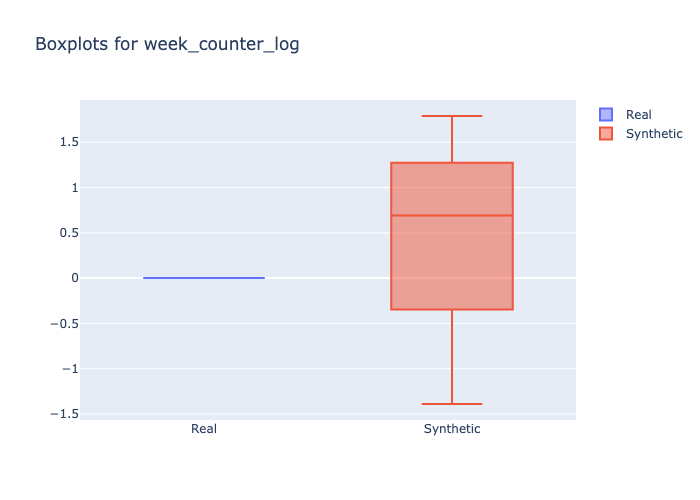 Boxplots for week_counter_log
Real
Synthetic
1.5
1
0.5
0
−0.5
−1
−1.5
Real
Synthetic